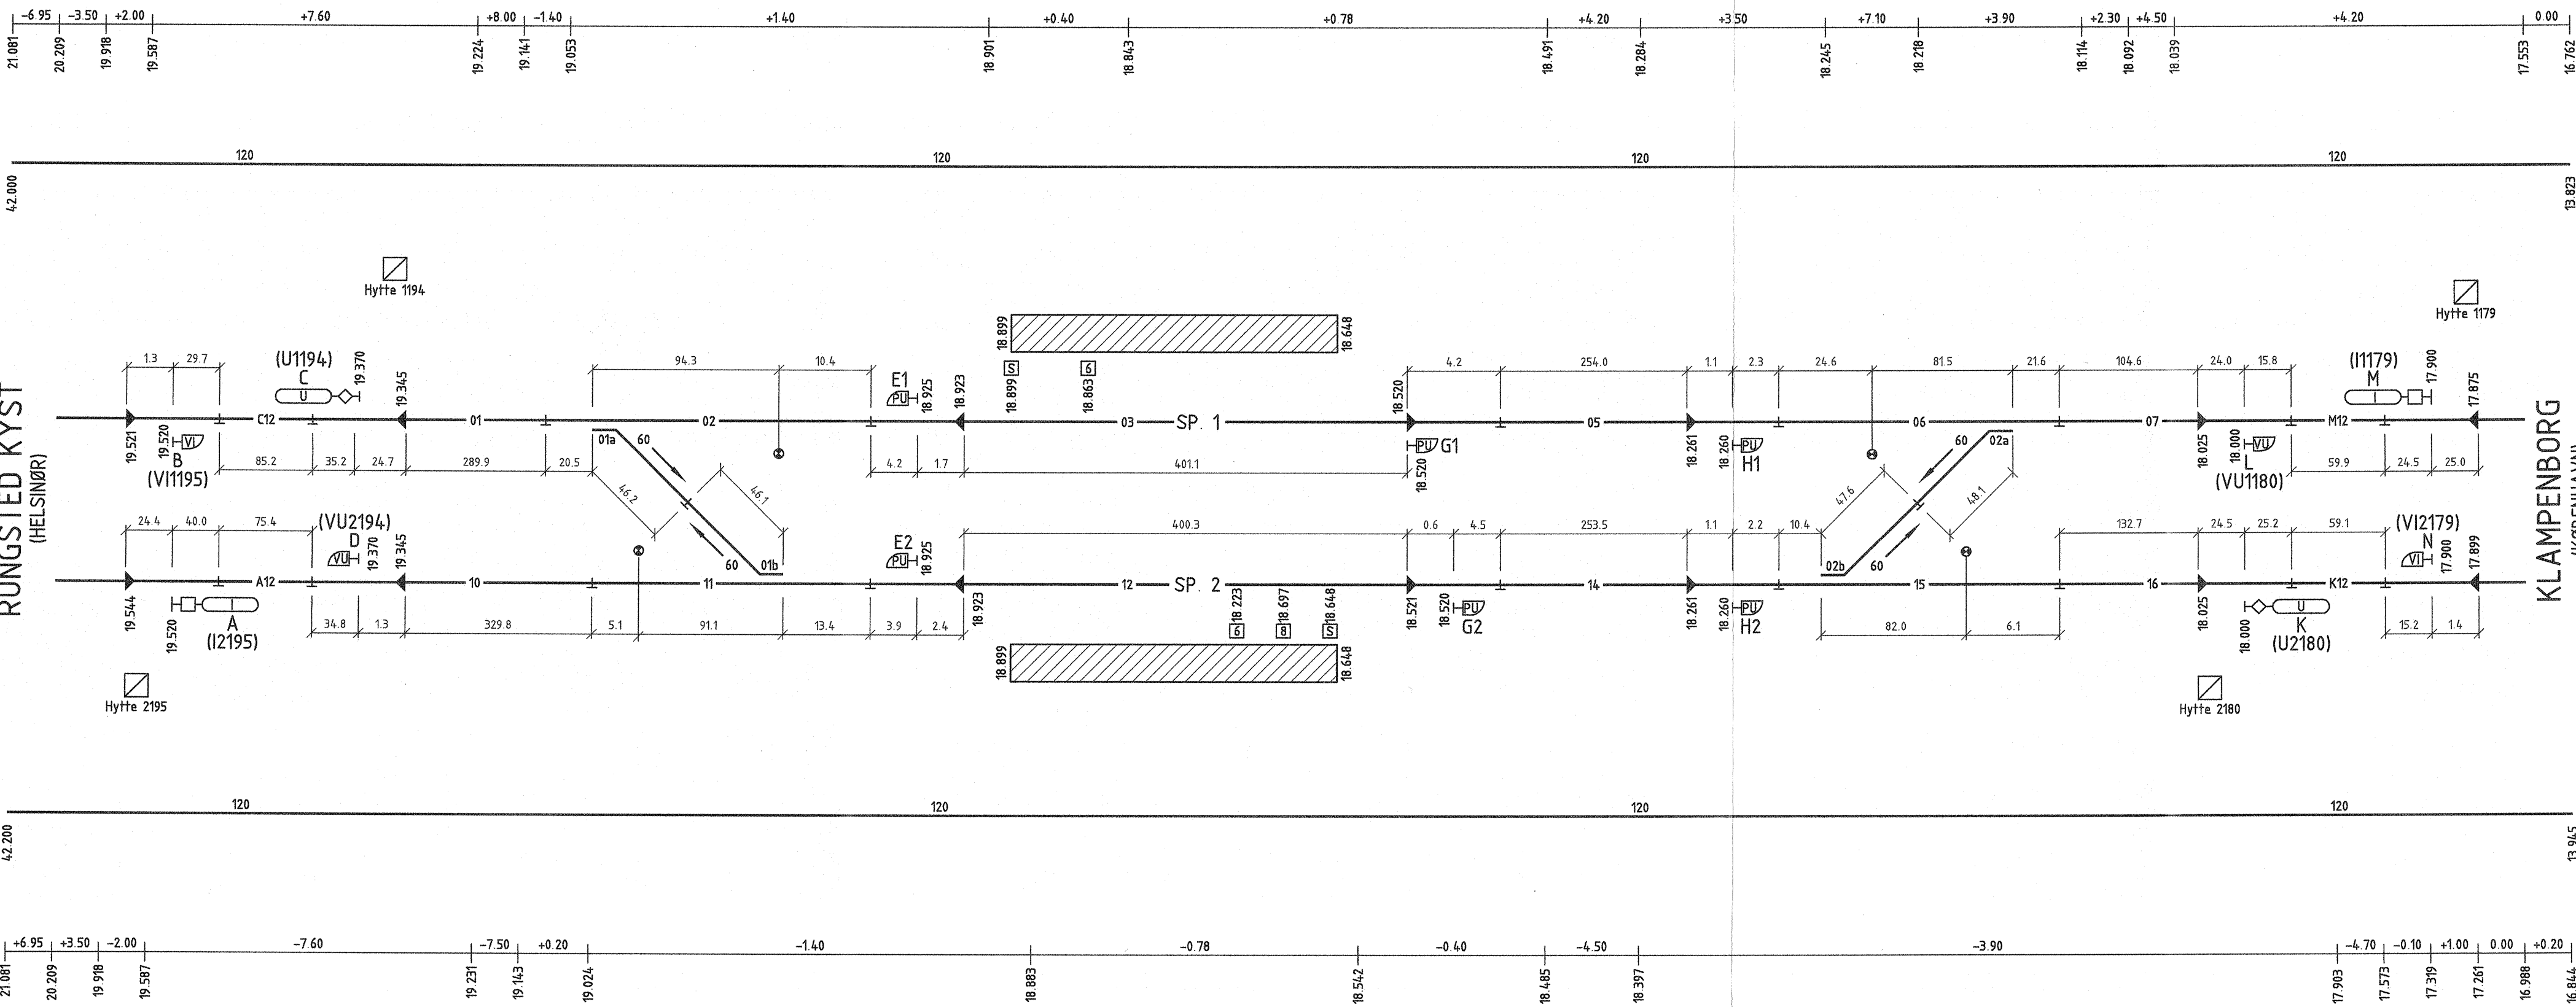 −6.95 −3.50 +2.00 +7.60 +8.00 −1.40 +1.40 +0.40 +0.78 +4.20 +3.50 +7.10 +3.90 +2.30 +4.50 +4.20 0.00
21.081 20.209 19.918 19.587 19.224 19.141 19.053 18.901 18.843 18.491 18.284 18.245 18.218 18.114 18.092 18.039 17.553 16.762
120 120 120 120
42.000 13.823
Hytte 1194
Hytte 1179
18.899 18.648
RUNGSTED KYST
(HELSINØR)
KLAMPENBORG
1.3 29.7
(U1194)
C
U
19.370
19.345
94.3 10.4
E1
PU
18.925
18.923
S
18.899
6
18.863
18.520
4.2 254.0 1.1 2.3 24.6 81.5 21.6 104.6 24.0 15.8
(I1179)
M
I
17.900
17.875
C12 01 02 03 SP. 1 05 06 07 M12
19.521
19.520
VI
B
(VI1195)
85.2 35.2 24.7 289.9 20.5
01a 60
4.2 1.7 401.1
18.520
PU G1
18.261
18.260
PU
H1
60 02a
18.025
18.000
VU
L
(VU1180)
59.9 24.5 25.0
46.2 46.1
47.6 48.1
24.4 40.0 75.4
(VU2194)
D
VU
19.370
19.345
60 01b
E2
PU
18.925
400.3 0.6 4.5 253.5 1.1 2.2 10.4
02b 60
132.7 24.5 25.2 59.1
(VI2179)
N
VI
17.900
17.899
A12 10 11 12 SP. 2 14 15 16 K12
19.544
19.520
I
A
(I2195)
34.8 1.3 329.8 5.1 91.1 13.4 3.9 2.4
18.923
18.223
6
18.697
8
18.648
S
18.521
18.520
PU
G2
18.261
18.260
PU
H2
82.0 6.1
18.025
18.000
U
K
(U2180)
15.2 1.4
18.899 18.648
Hytte 2195
Hytte 2180
120 120 120 120
42.200 13.945
+6.95 +3.50 −2.00 −7.60 −7.50 +0.20 −1.40 −0.78 −0.40 −4.50 −3.90 −4.70 −0.10 +1.00 0.00 +0.20
21.081 20.209 19.918 19.587 19.231 19.143 19.024 18.883 18.542 18.485 18.397 17.903 17.573 17.319 17.261 16.988 16.844